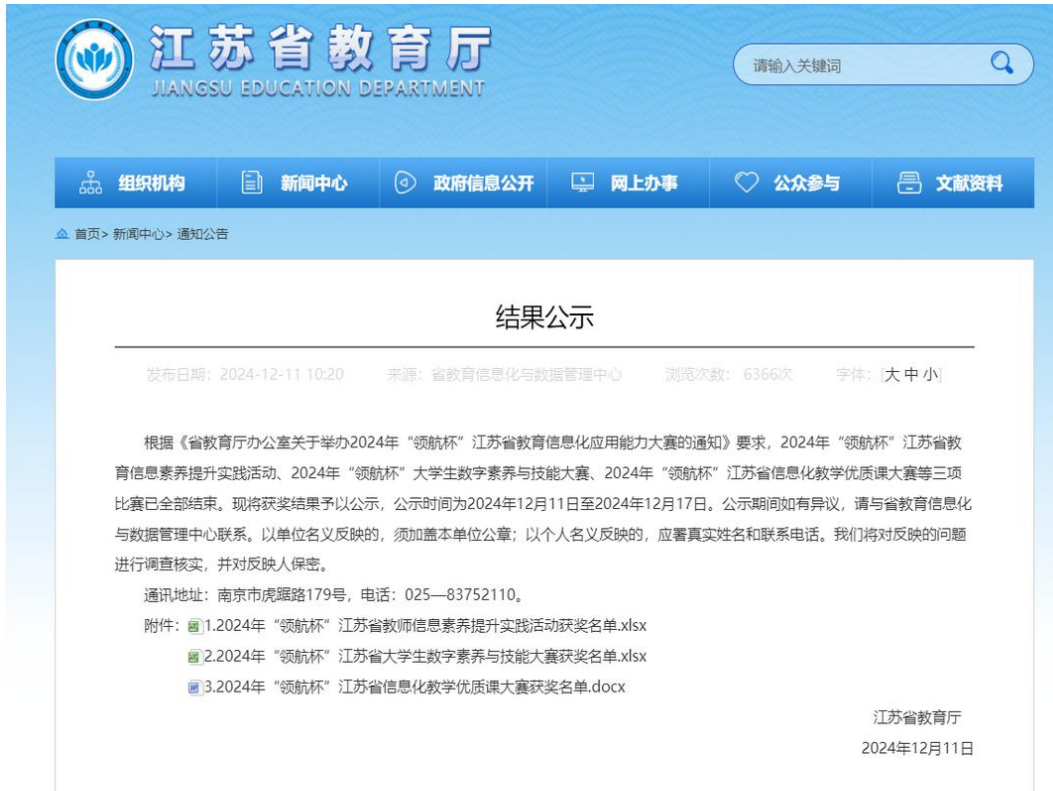 江苏省教育厅
JIANGSU EDUCATION DEPARTMENT
请输入关键词
组织机构 新闻中心 政府信息公开 网上办事 公众参与 文献资料
首页> 新闻中心> 通知公告
结果公示
发布日期：2024-12-11 10:20 来源：省教育信息化与数据管理中心 浏览次数： 6366次 字体：[大 中 小]
根据《省教育厅办公室关于举办2024年“领航杯”江苏省教育信息化应用能力大赛的通知》要求，2024年“领航杯”江苏省教
育信息素养提升实践活动、2024年“领航杯”大学生数字素养与技能大赛、2024年“领航杯”江苏省信息化教学优质课大赛等三项
比赛已全部结束。现将获奖结果予以公示，公示时间为2024年12月11日至2024年12月17日。公示期间如有异议，请与省教育信息化
与数据管理中心联系。以单位名义反映的，须加盖本单位公章；以个人名义反映的，应署真实姓名和联系电话。我们将对反映的问题
进行调查核实，并对反映人保密。
通讯地址：南京市虎踞路179号，电话：025—83752110。
附件：1.2024年“领航杯”江苏省教师信息素养提升实践活动获奖名单.xlsx
2.2024年“领航杯”江苏省大学生数字素养与技能大赛获奖名单.xlsx
3.2024年“领航杯”江苏省信息化教学优质课大赛获奖名单.docx
江苏省教育厅
2024年12月11日